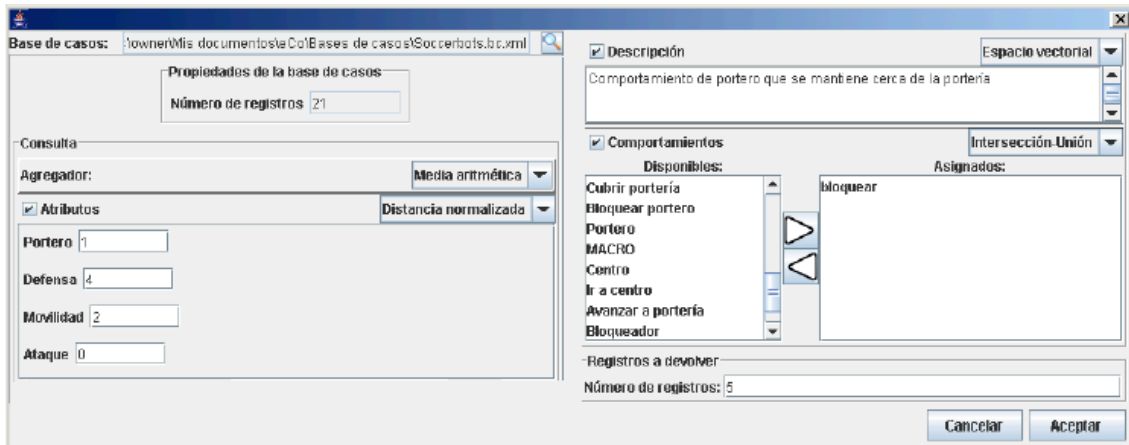 Base de casos: \owner\Mis documentos\eCo\Bases de casos\Soccerbots.bc.xml
Propiedades de la base de casos
Número de registros 21
Consulta
Agregador: Media aritmética
Atributos Distancia normalizada
Portero 1
Defensa 4
Movilidad 2
Ataque 0
Descripción Espacio vectorial
Comportamiento de portero que se mantiene cerca de la portería
Comportamientos Intersección-Unión
Disponibles: Asignados:
Cubrir portería bloquear
Bloquear portero
Portero
MACRO
Centro
Ir a centro
Avanzar a portería
Bloqueador
Registros a devolver
Número de registros: 5
Cancelar Aceptar